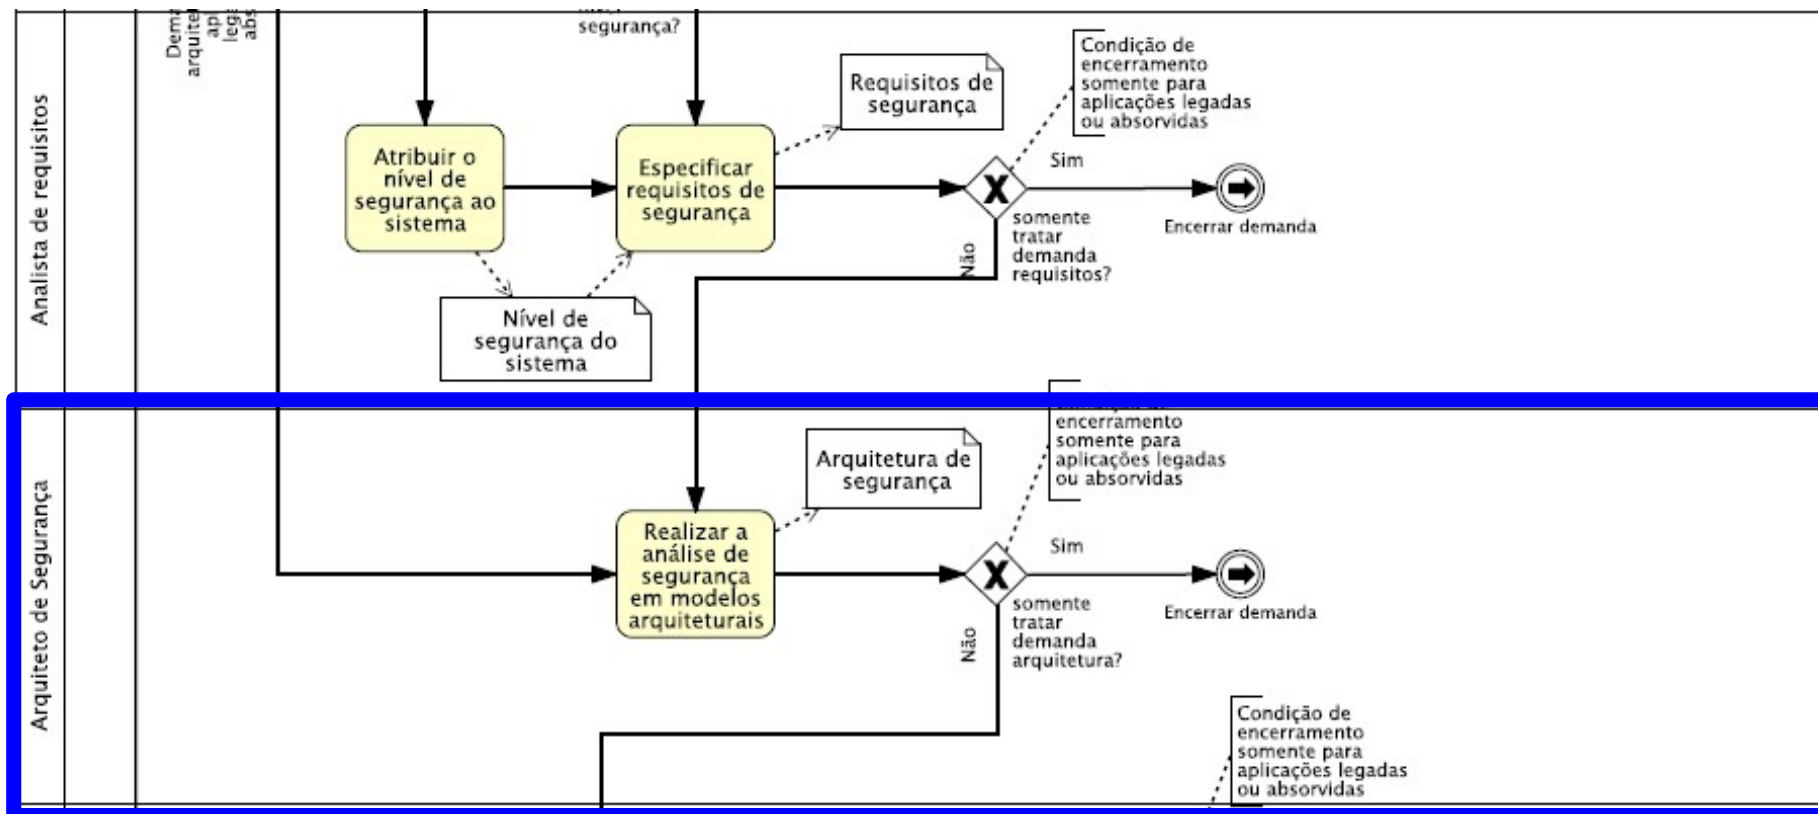 segurança?
Analista de requisitos
Atribuir o
nível de
segurança ao
sistema
Especificar
requisitos de
segurança
Requisitos de
segurança
Condição de
encerramento
somente para
aplicações legadas
ou absorvidas
Sim
Não
somente
tratar
demanda
requisitos?
Encerrar demanda
Nível de
segurança do
sistema
Arquiteto de Segurança
Realizar a
análise de
segurança
em modelos
arquiteturais
Arquitetura de
segurança
encerramento
somente para
aplicações legadas
ou absorvidas
Sim
Não
somente
tratar
demanda
arquitetura?
Encerrar demanda
Condição de
encerramento
somente para
aplicações legadas
ou absorvidas